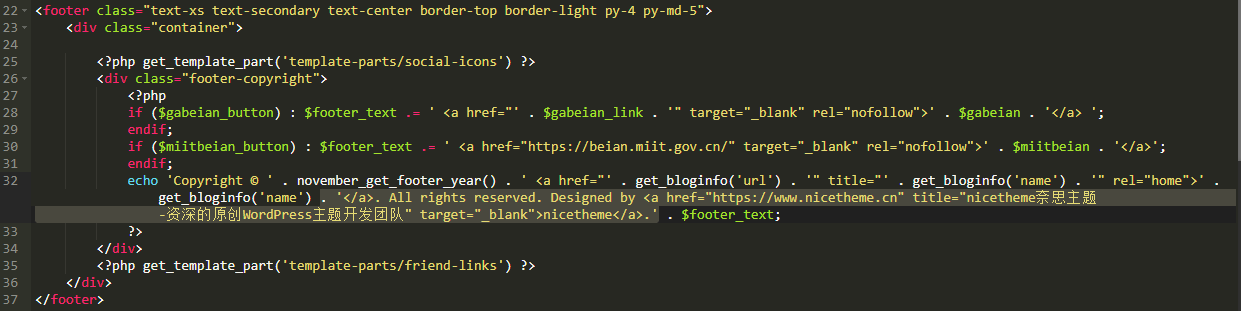 22 <footer class="text-xs text-secondary text-center border-top border-light py-4 py-md-5">
23 <div class="container">
24
25 <?php get_template_part('template-parts/social-icons') ?>
26 <div class="footer-copyright">
27 <?php
28 if ($gabeian_button) : $footer_text .= ' <a href="' . $gabeian_link . '" target="_blank" rel="nofollow">' . $gabeian . '</a> ';
29 endif;
30 if ($miitbeian_button) : $footer_text .= ' <a href="https://beian.miit.gov.cn/" target="_blank" rel="nofollow">' . $miitbeian . '</a>';
31 endif;
32 echo 'Copyright © ' . november_get_footer_year() . ' <a href="' . get_bloginfo('url') . '" title="' . get_bloginfo('name') . '" rel="home">' .
get_bloginfo('name') . '</a>. All rights reserved. Designed by <a href="https://www.nicetheme.cn" title="nicetheme奈思主题
-资深的原创WordPress主题开发团队" target="_blank">nicetheme</a>.' . $footer_text;
33 ?>
34 </div>
35 <?php get_template_part('template-parts/friend-links') ?>
36 </div>
37 </footer>